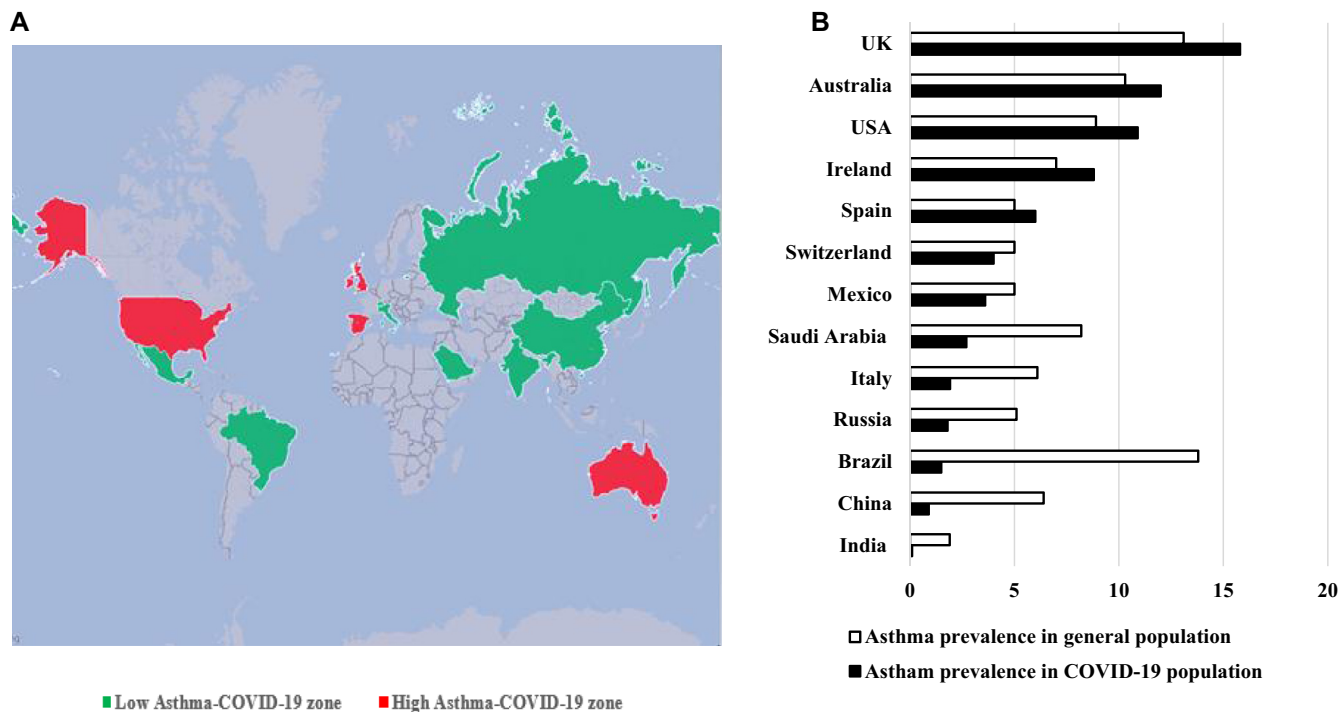 A
Low Asthma-COVID-19 zone
High Asthma-COVID-19 zone
B
UK
Australia
USA
Ireland
Spain
Switzerland
Mexico
Saudi Arabia
Italy
Russia
Brazil
China
India
0 5 10 15 20
Asthma prevalence in general population
Astham prevalence in COVID-19 population